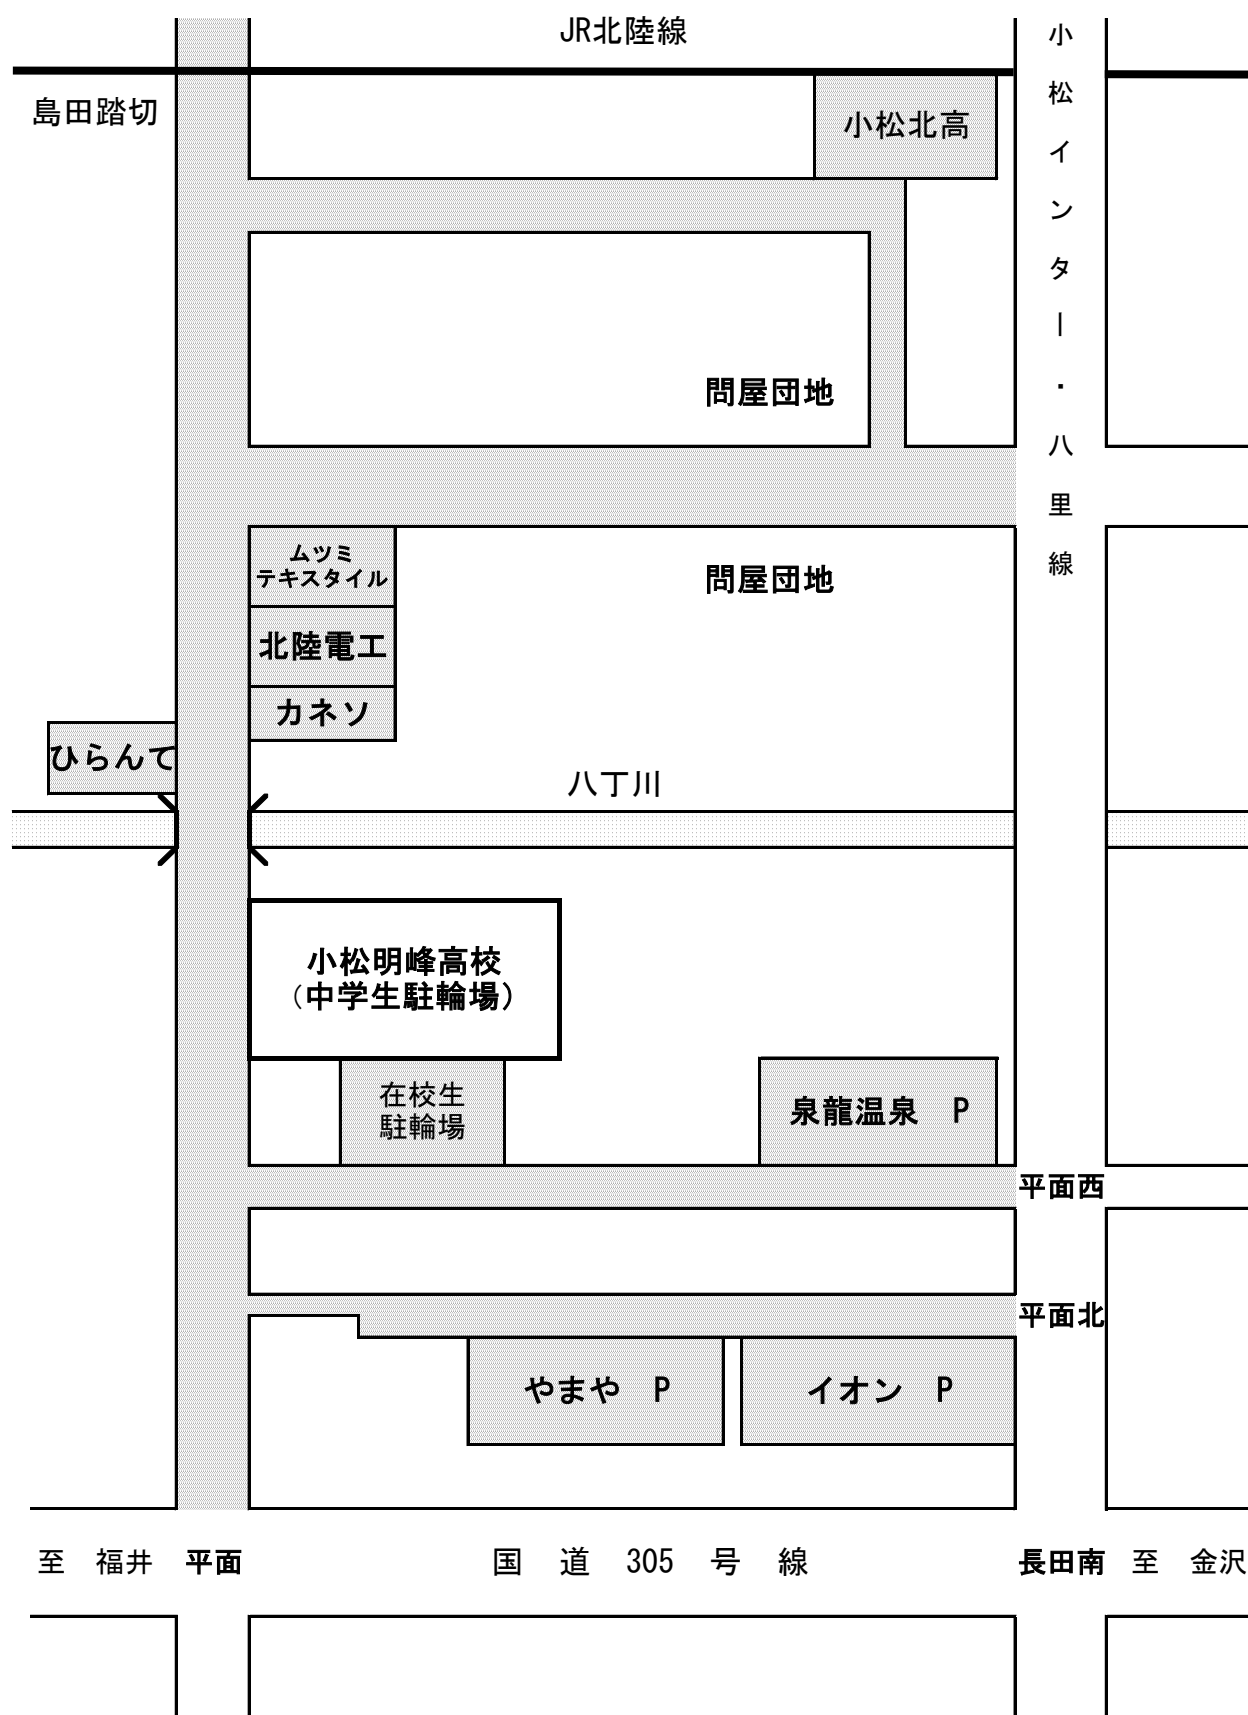 JR北陸線
小松インター・八里線
島田踏切
小松北高
問屋団地
ムツミ
テキスタイル
問屋団地
北陸電工
カネソ
ひらんて
八丁川
小松明峰高校
(中学生駐輪場)
在校生
駐輪場
泉龍温泉　P
平面西
平面北
やまや　P
イオン　P
至　福井　平面　国　道　305　号　線　長田南　至　金沢